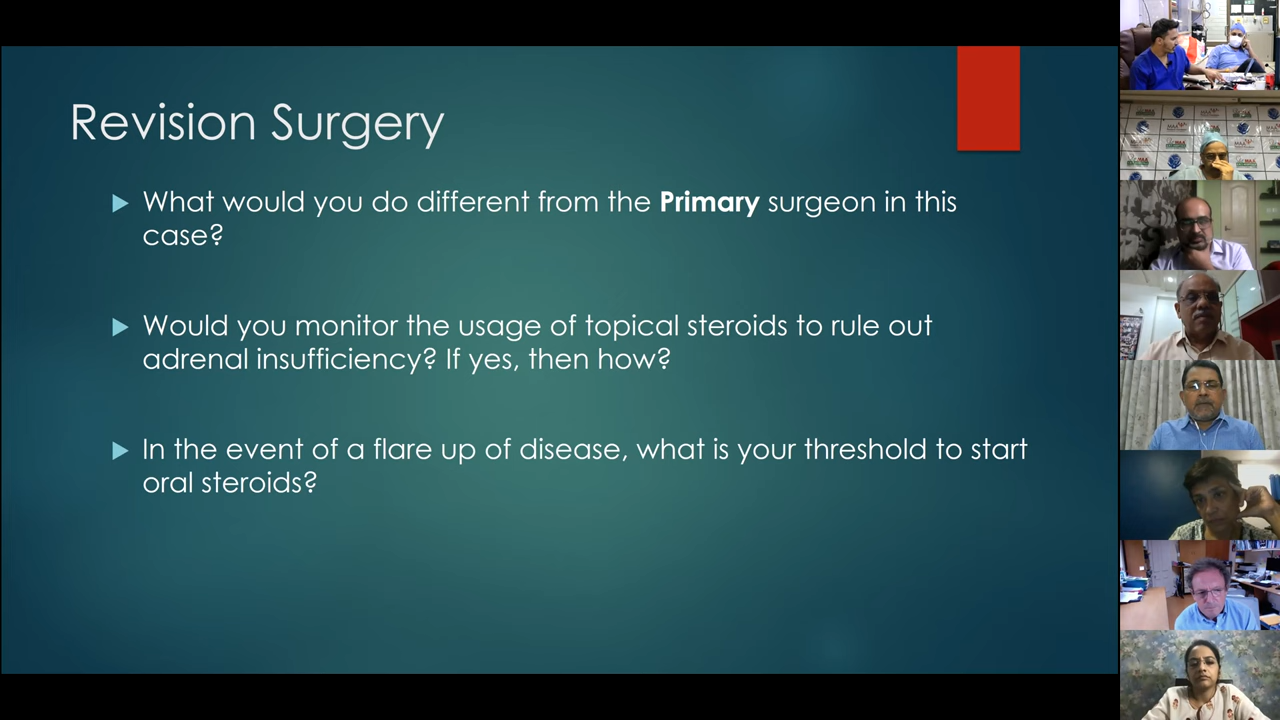 Revision Surgery
What would you do different from the Primary surgeon in this
case?
Would you monitor the usage of topical steroids to rule out
adrenal insufficiency? If yes, then how?
In the event of a flare up of disease, what is your threshold to start
oral steroids?